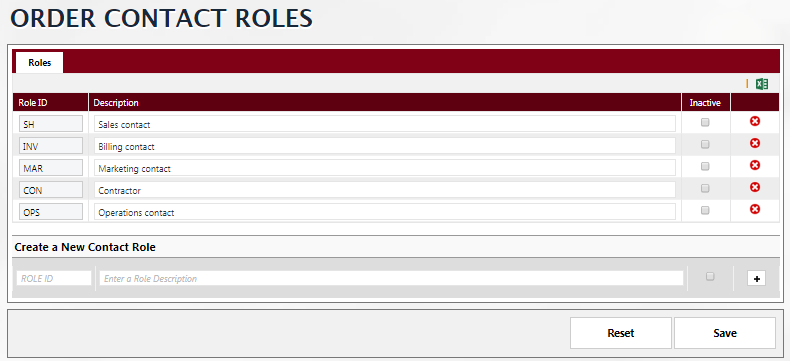 ORDER CONTACT ROLES
Roles
Role ID Description Inactive
SH Sales contact
INV Billing contact
MAR Marketing contact
CON Contractor
OPS Operations contact
Create a New Contact Role
ROLE ID Enter a Role Description
Reset Save